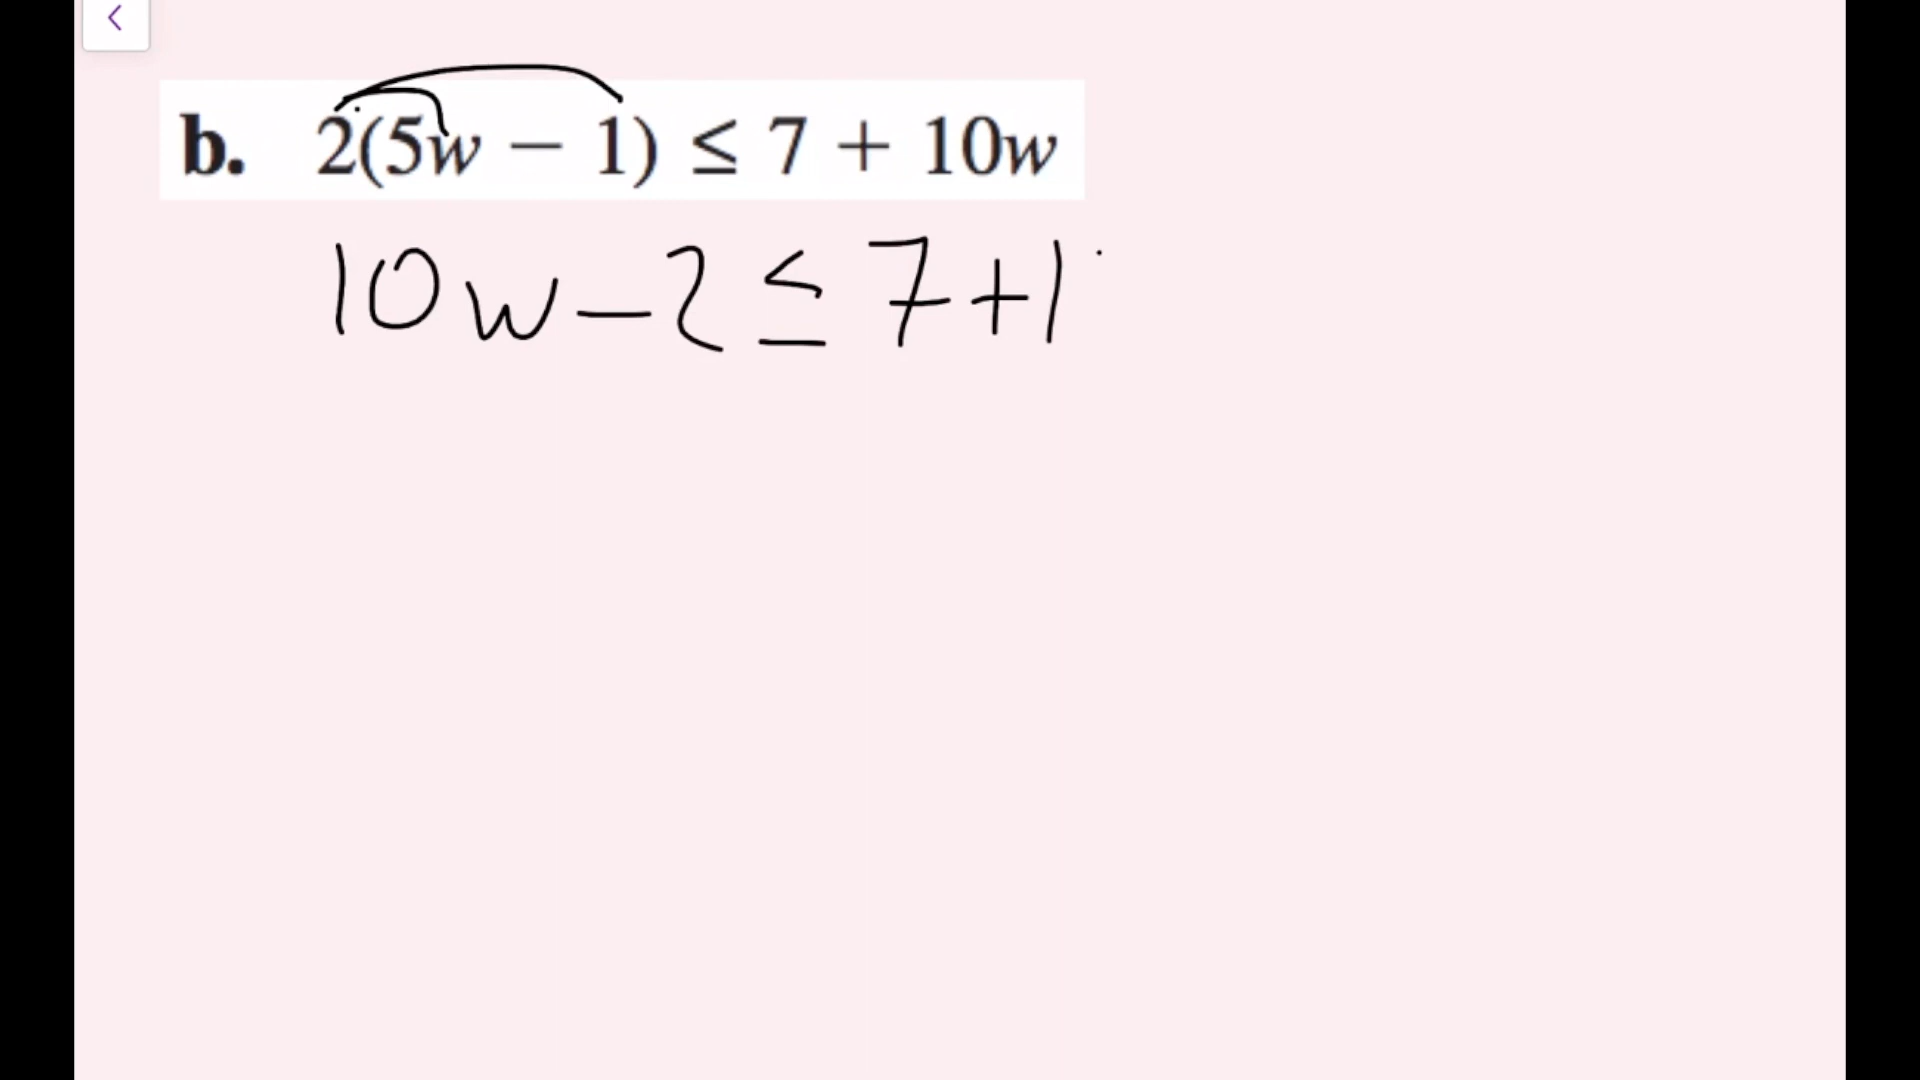 b. 2(5w − 1) ≤ 7 + 10w
10w − 2 ≤ 7 + 1